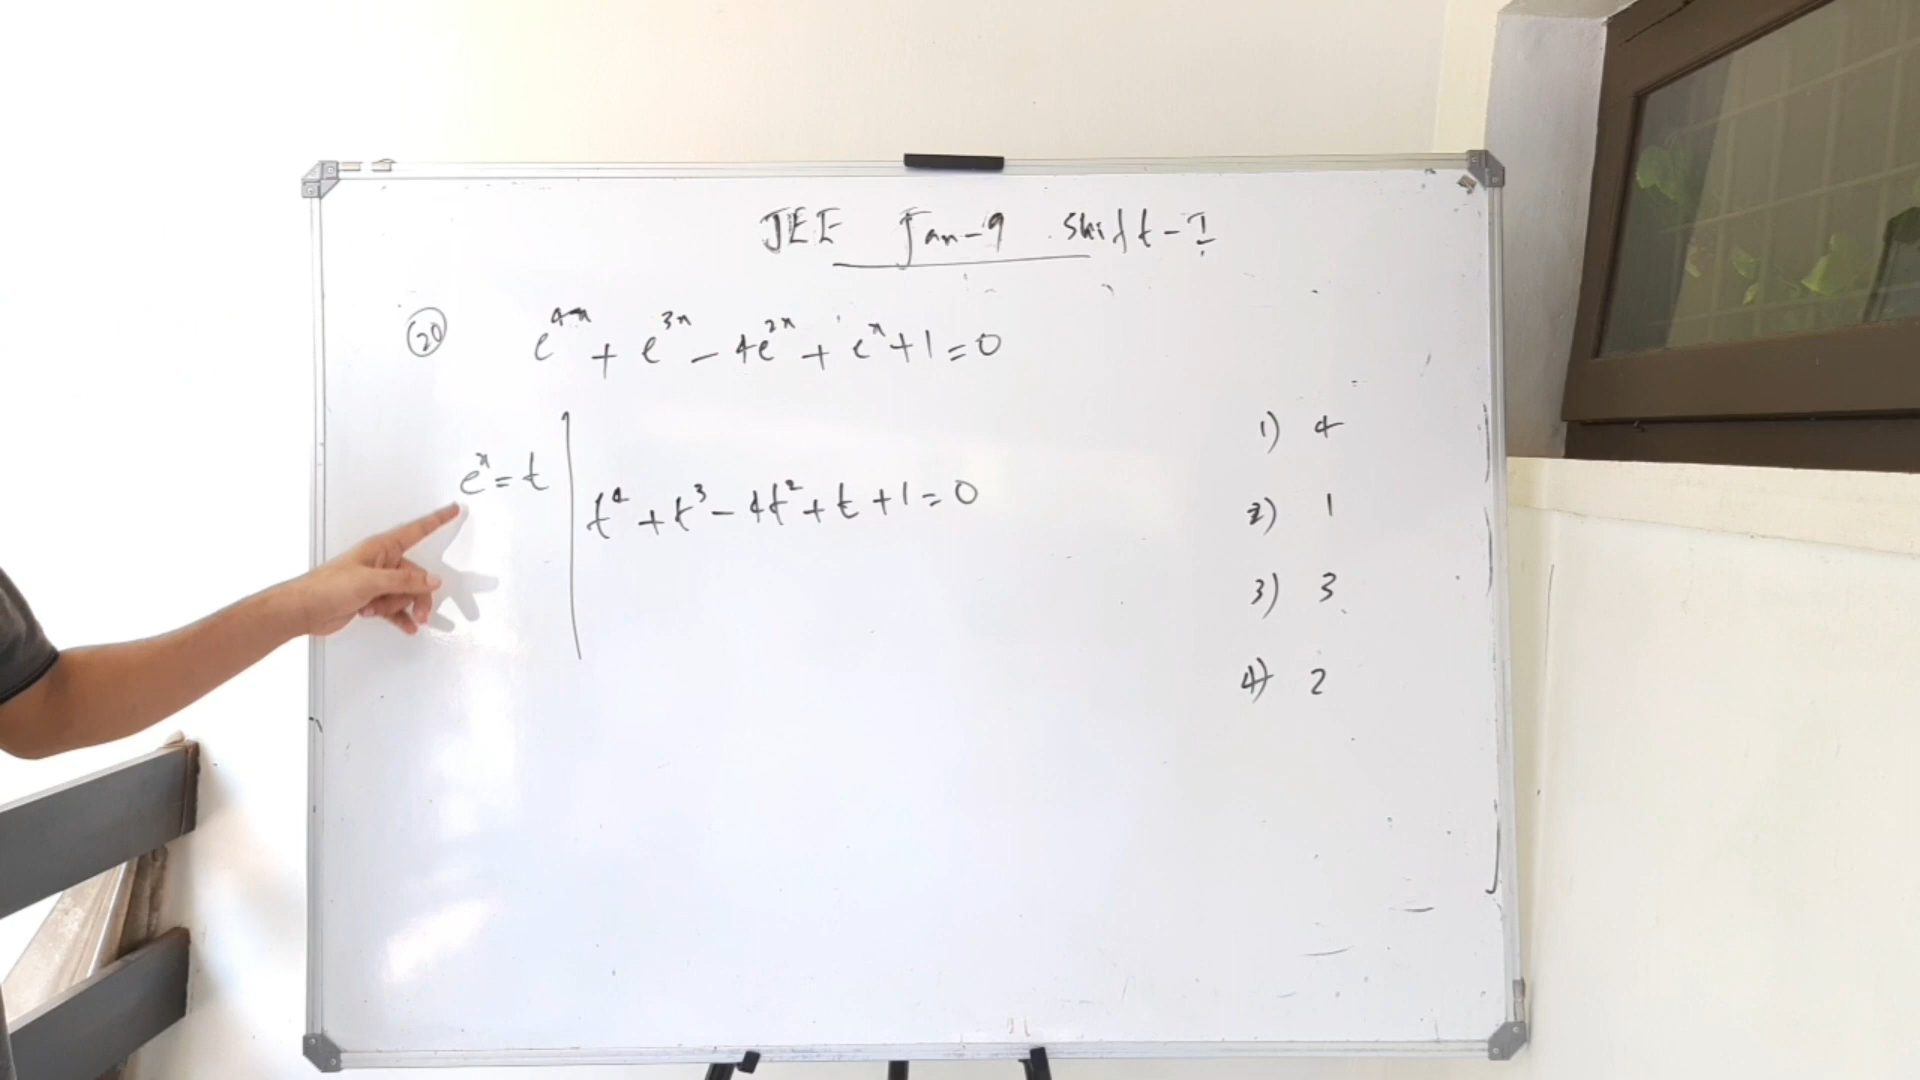 JEE Jan-9 Shift-I
(20) e^{4x} + e^{3x} - 4e^{2x} + e^x + 1 = 0
e^x = t
t^4 + t^3 - 4t^2 + t + 1 = 0
1) 4
2) 1
3) 3
4) 2